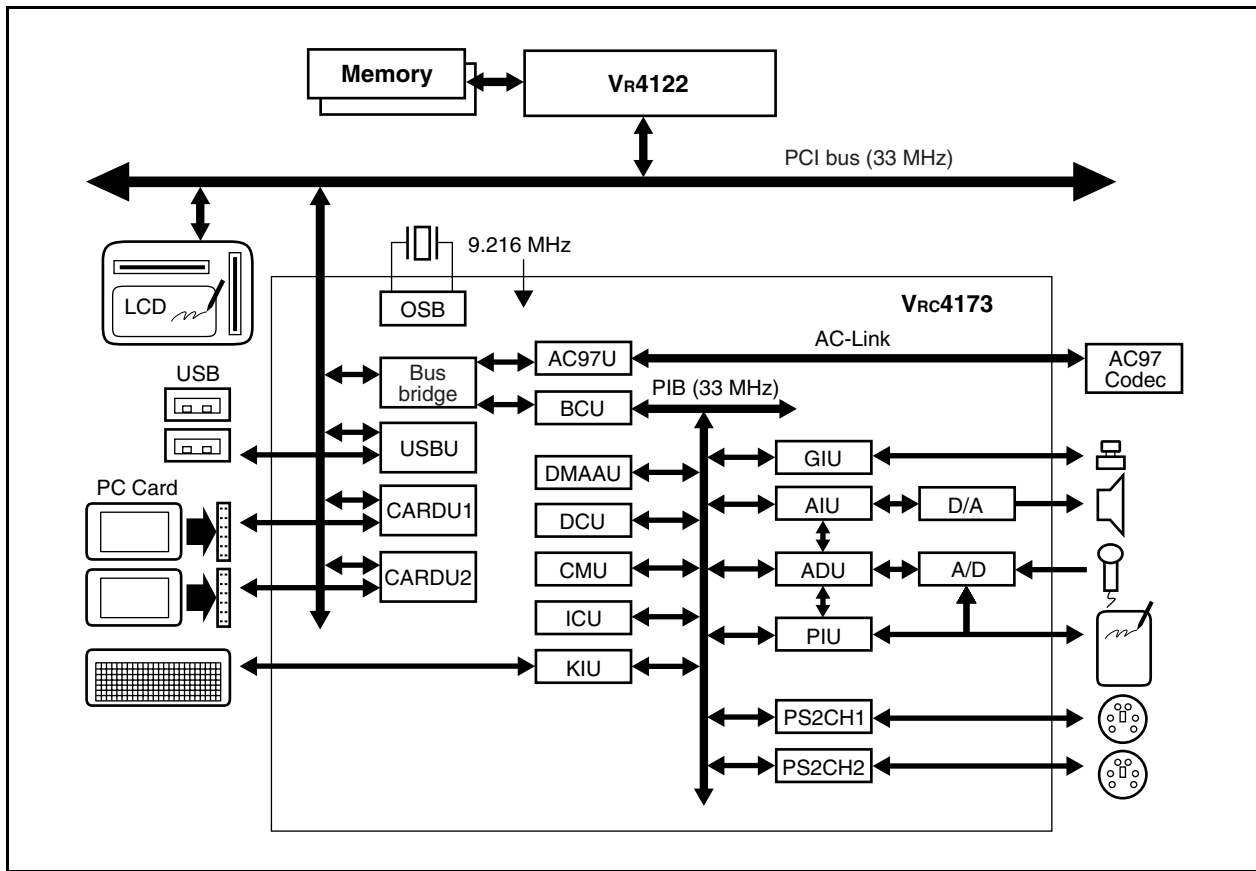 Memory
VR4122
PCI bus (33 MHz)
9.216 MHz
LCD
OSB
VRC4173
AC-Link
AC97U
AC97
Codec
Bus
bridge
USB
PIB (33 MHz)
BCU
USBU
GIU
DMAAU
PC Card
CARDU1
AIU
D/A
DCU
CARDU2
CMU
ADU
A/D
ICU
PIU
KIU
PS2CH1
PS2CH2